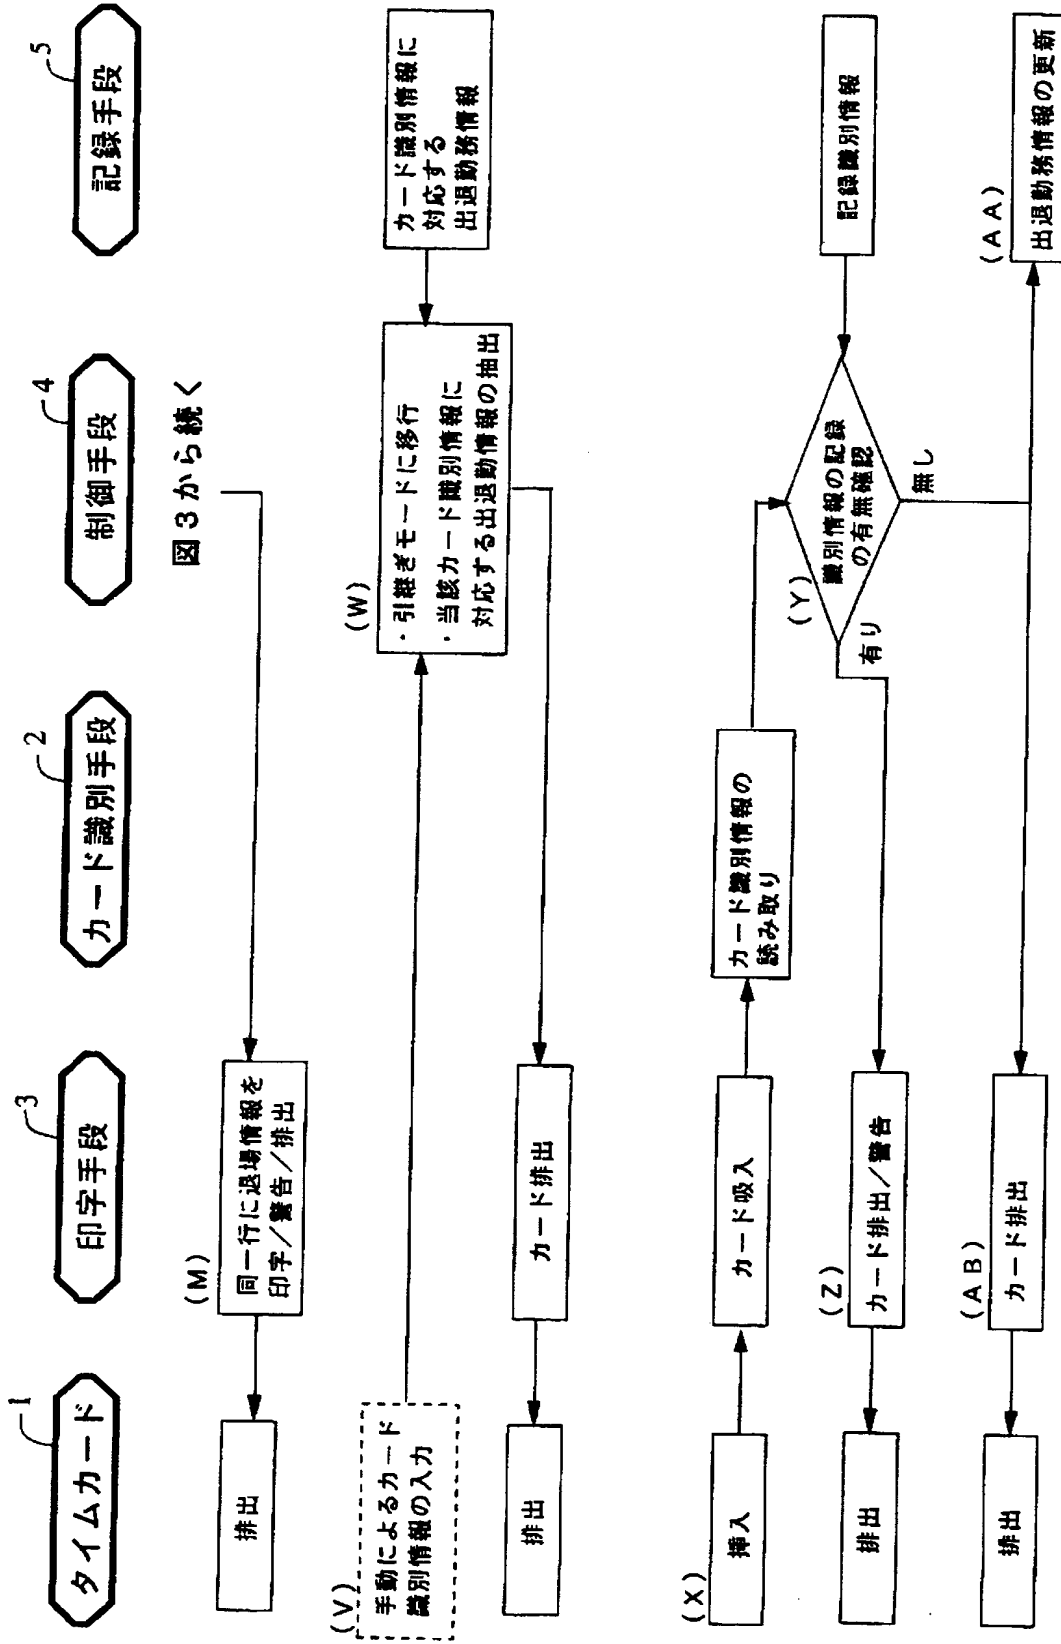 1
タイムカード
3
印字手段
2
カード識別手段
4
制御手段
5
記録手段
図3から続く
(M)
同一行に退場情報を
印字/警告/排出
排出
(V)
手動によるカード
識別情報の入力
(W)
・引継ぎモードに移行
・当該カード識別情報に
対応する出退勤情報の抽出
カード識別情報に
対応する
出退勤務情報
カード排出
排出
(X)
挿入
カード吸入
カード識別情報の
読み取り
(Y)
識別情報の記録
の有無確認
記録識別情報
有り
無し
(Z)
カード排出/警告
排出
(AA)
出退勤務情報の更新
(AB)
カード排出
排出